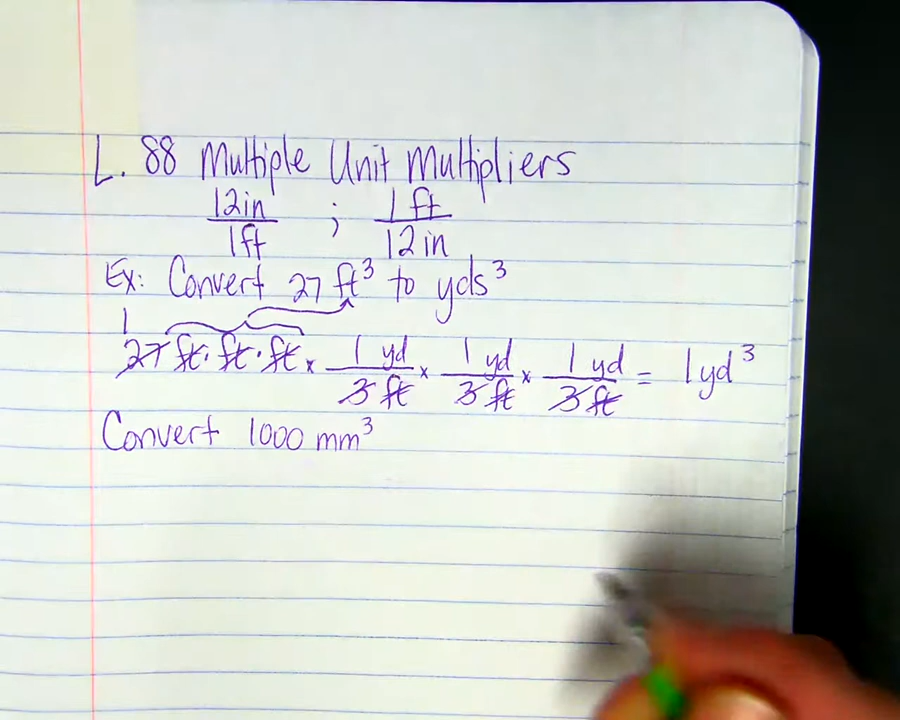 L. 88 Multiple Unit Multipliers
12in/1ft ; 1ft/12in
Ex: Convert 27 ft³ to yds³
1
27 ft · ft · ft × 1 yd/3 ft × 1 yd/3 ft × 1 yd/3 ft = 1 yd³
Convert 1000 mm³